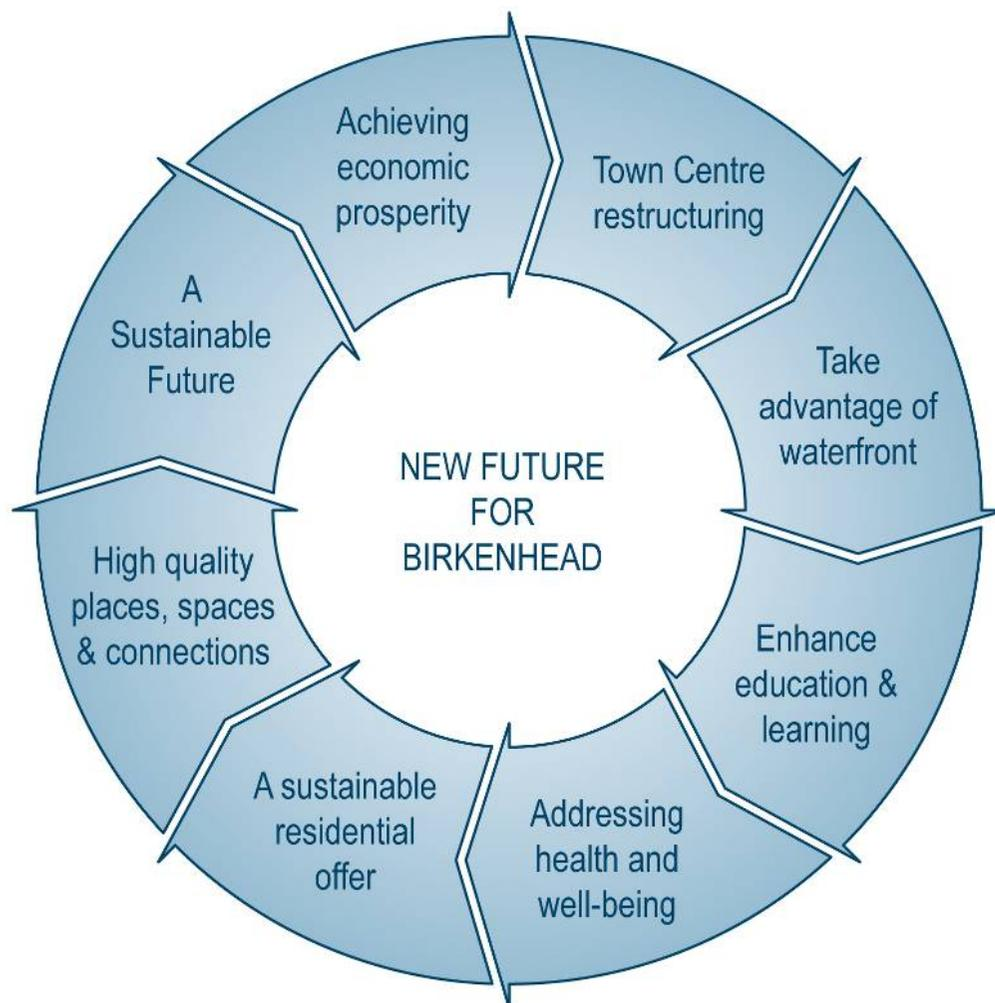 Achieving
economic
prosperity
Town Centre
restructuring
Take
advantage of
waterfront
Enhance
education &
learning
Addressing
health and
well-being
A sustainable
residential
offer
High quality
places, spaces
& connections
A
Sustainable
Future
NEW FUTURE
FOR
BIRKENHEAD